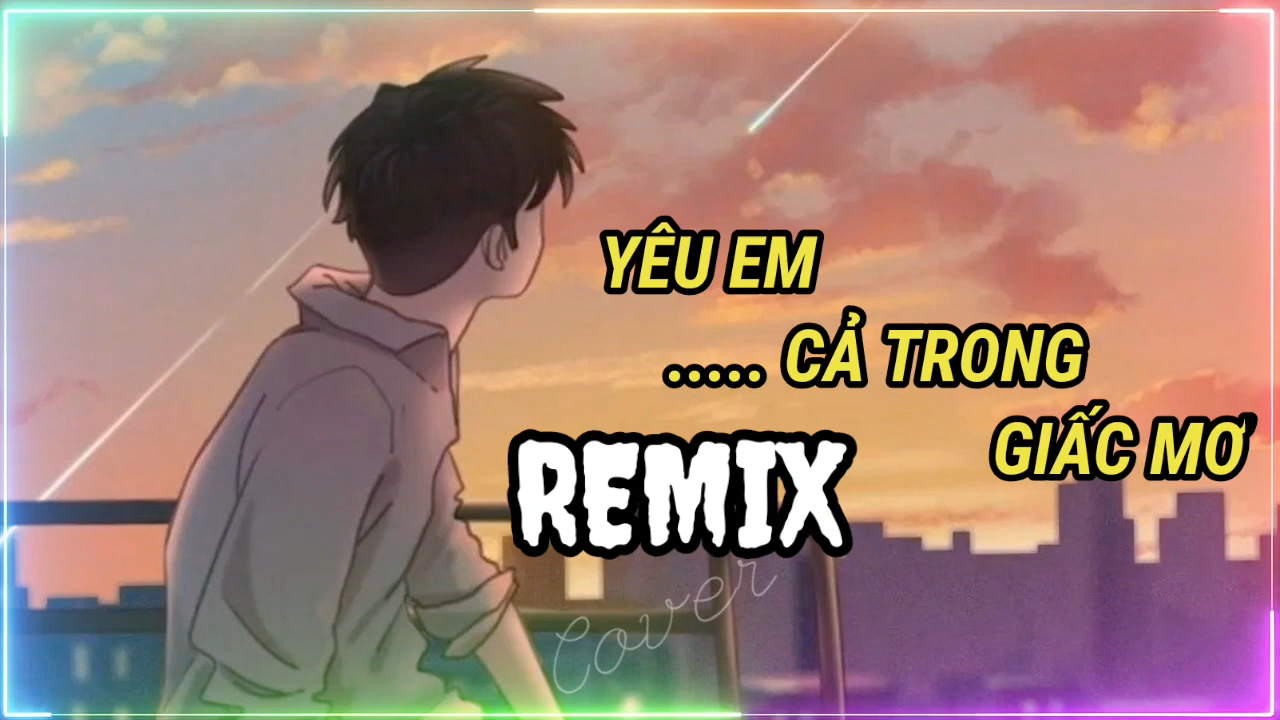 YÊU EM
..... CẢ TRONG
GIẤC MƠ
REMIX
Cover